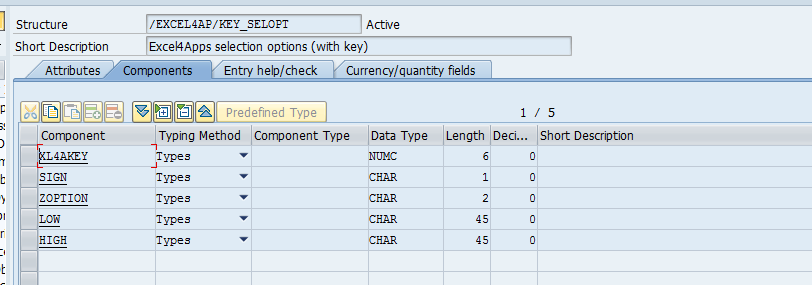 Structure /EXCEL4AP/KEY_SELOPT Active
Short Description Excel4Apps selection options (with key)
Attributes Components Entry help/check Currency/quantity fields
Predefined Type 1 / 5
Component Typing Method Component Type Data Type Length Deci... Short Description
XL4AKEY Types NUMC 6 0
SIGN Types CHAR 1 0
ZOPTION Types CHAR 2 0
LOW Types CHAR 45 0
HIGH Types CHAR 45 0